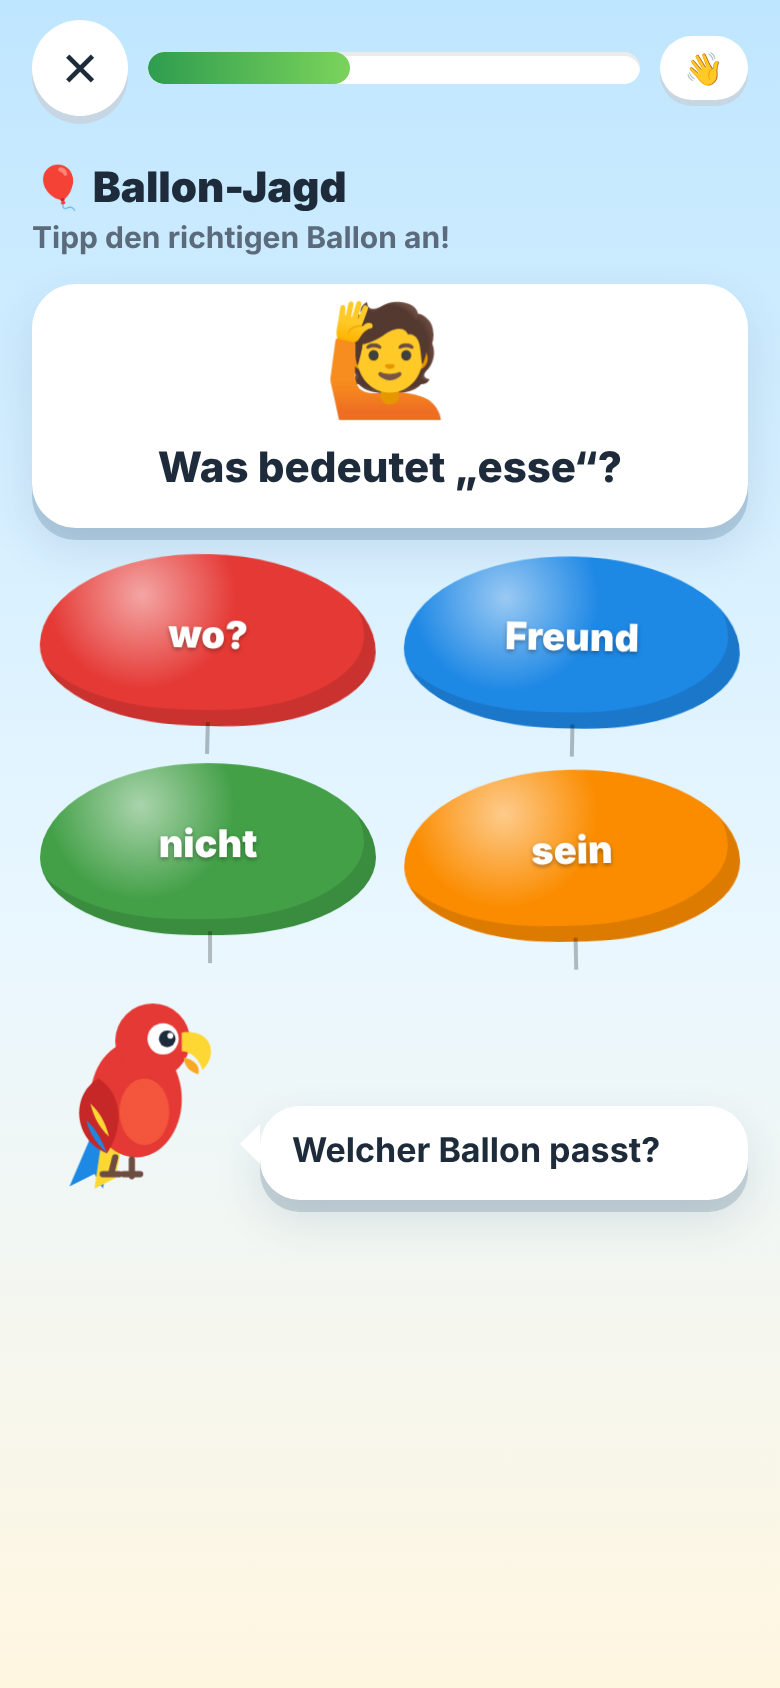 Ballon-Jagd
Tipp den richtigen Ballon an!
Was bedeutet „esse“?
wo?
Freund
nicht
sein
Welcher Ballon passt?